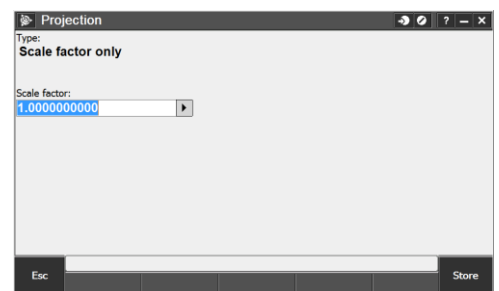 Projection
? – ×
Type:
Scale factor only
Scale factor:
1.0000000000
Esc
Store